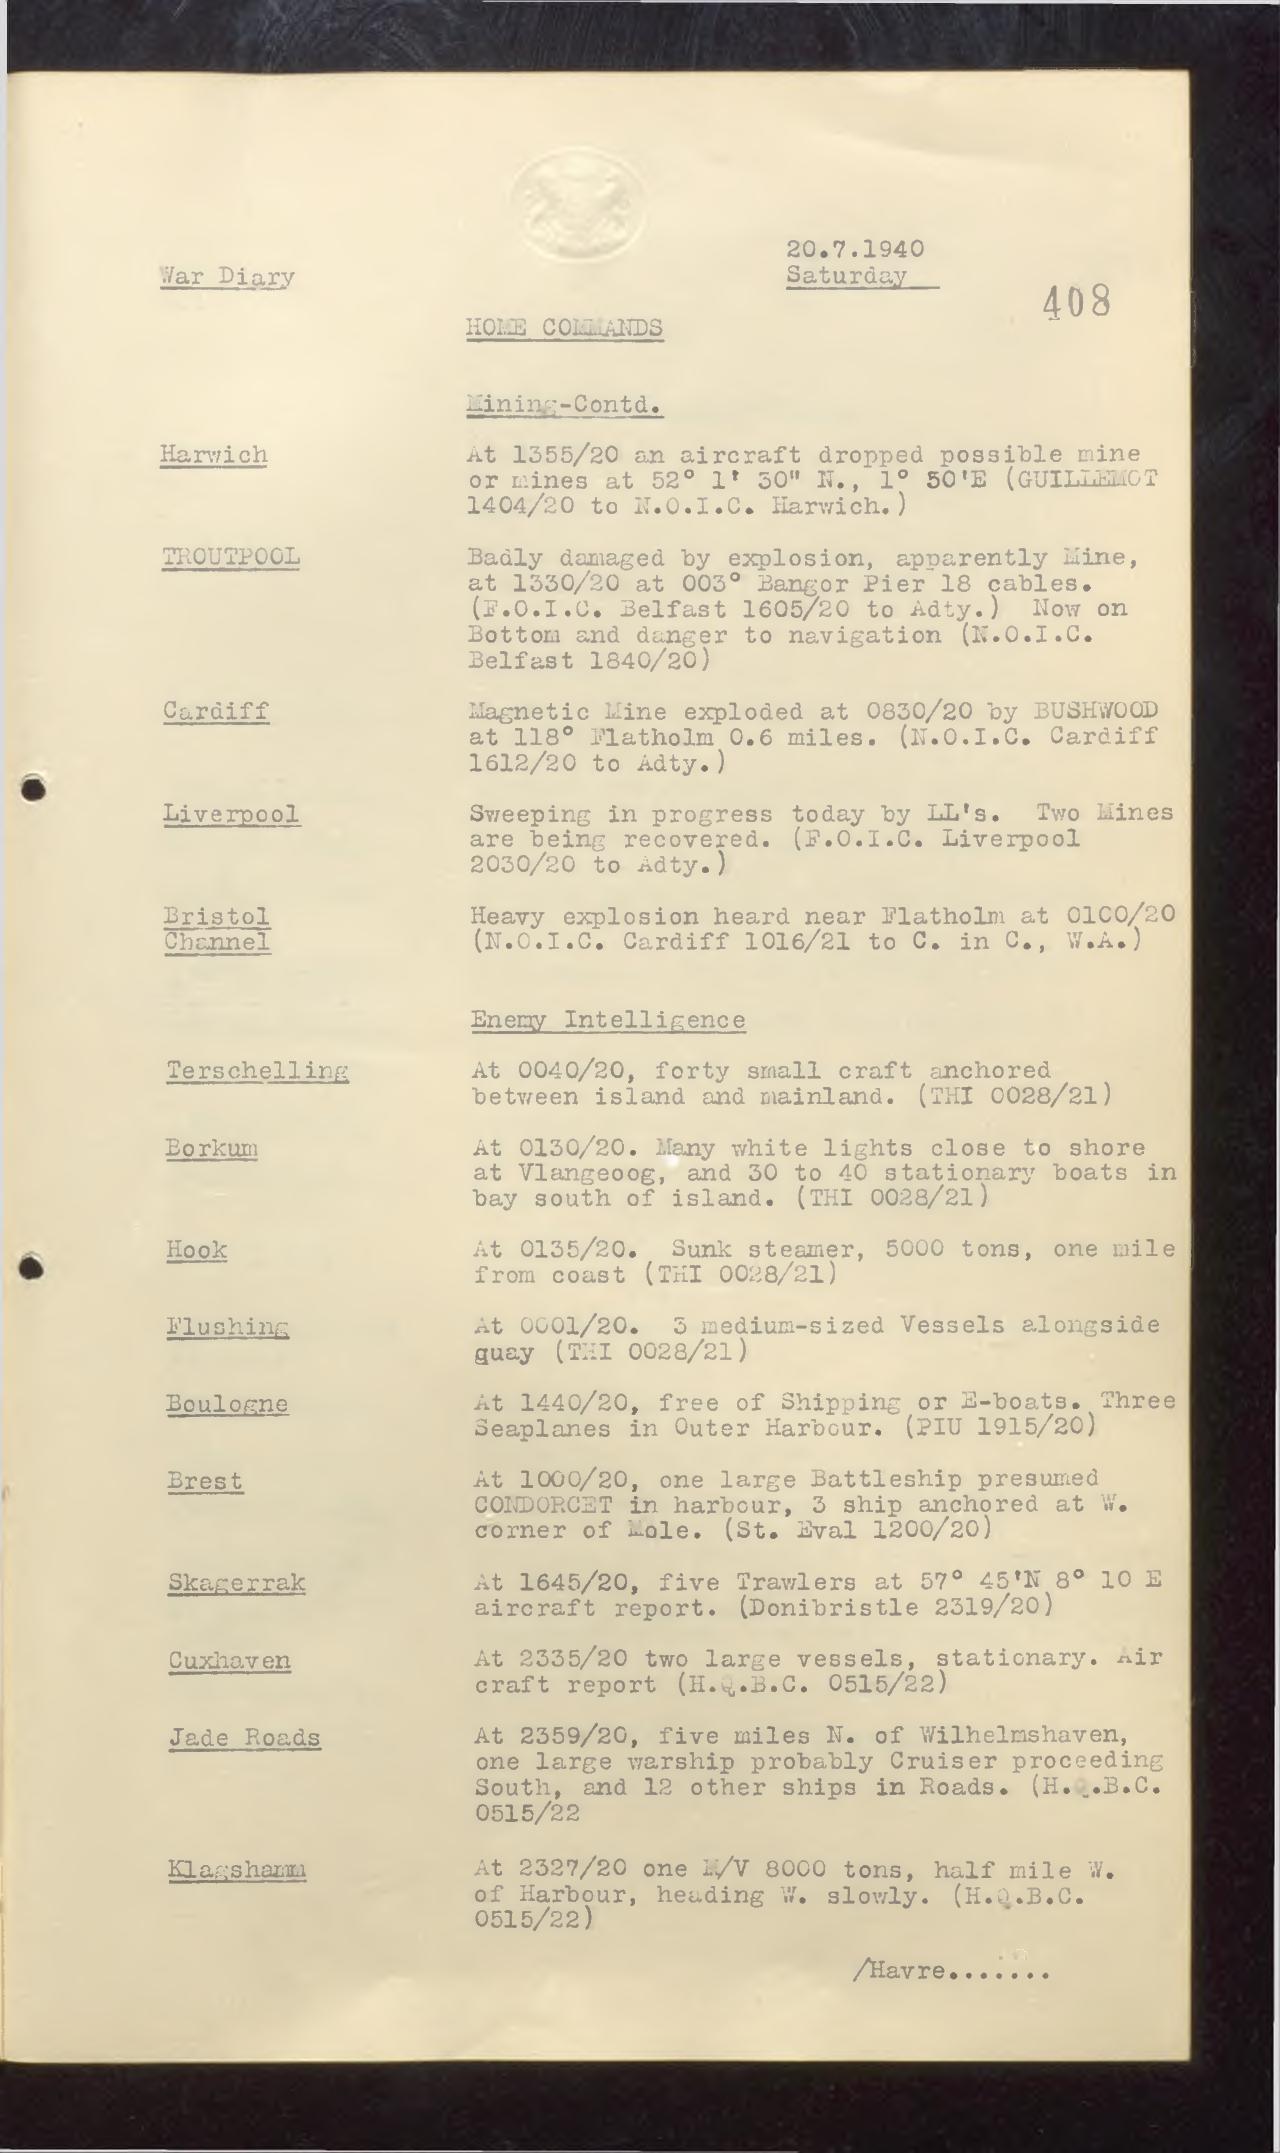 20.7.1940
War Diary Saturday
408
HOME COMMANDS
Mining-Contd.
Harwich At 1355/20 an aircraft dropped possible mine
or mines at 52° 1' 30" N., 1° 50'E (GUILLEMOT
1404/20 to N.O.I.C. Harwich.)
TROUTPOOL Badly damaged by explosion, apparently Mine,
at 1330/20 at 003° Bangor Pier 18 cables.
(F.O.I.C. Belfast 1605/20 to Adty.) Now on
Bottom and danger to navigation (N.O.I.C.
Belfast 1840/20)
Cardiff Magnetic Mine exploded at 0830/20 by BUSHWOOD
at 118° Flatholm 0.6 miles. (N.O.I.C. Cardiff
1612/20 to Adty.)
Liverpool Sweeping in progress today by LL's. Two Mines
are being recovered. (F.O.I.C. Liverpool
2030/20 to Adty.)
Bristol Heavy explosion heard near Flatholm at 0100/20
Channel (N.O.I.C. Cardiff 1016/21 to C. in C., W.A.)
Enemy Intelligence
Terschelling At 0040/20, forty small craft anchored
between island and mainland. (THI 0028/21)
Borkum At 0130/20. Many white lights close to shore
at Vlangeoog, and 30 to 40 stationary boats in
bay south of island. (THI 0028/21)
Hook At 0135/20. Sunk steamer, 5000 tons, one mile
from coast (THI 0028/21)
Flushing At 0001/20. 3 medium-sized Vessels alongside
quay (THI 0028/21)
Boulogne At 1440/20, free of Shipping or E-boats. Three
Seaplanes in Outer Harbour. (PIU 1915/20)
Brest At 1000/20, one large Battleship presumed
CONDORCET in harbour, 3 ship anchored at W.
corner of Mole. (St. Eval 1200/20)
Skagerrak At 1645/20, five Trawlers at 57° 45'N 8° 10 E
aircraft report. (Donibristle 2319/20)
Cuxhaven At 2335/20 two large vessels, stationary. Air
craft report (H.Q.B.C. 0515/22)
Jade Roads At 2359/20, five miles N. of Wilhelmshaven,
one large warship probably Cruiser proceeding
South, and 12 other ships in Roads. (H.Q.B.C.
0515/22
Klagshamm At 2327/20 one M/V 8000 tons, half mile W.
of Harbour, heading W. slowly. (H.Q.B.C.
0515/22)
/Havre.......